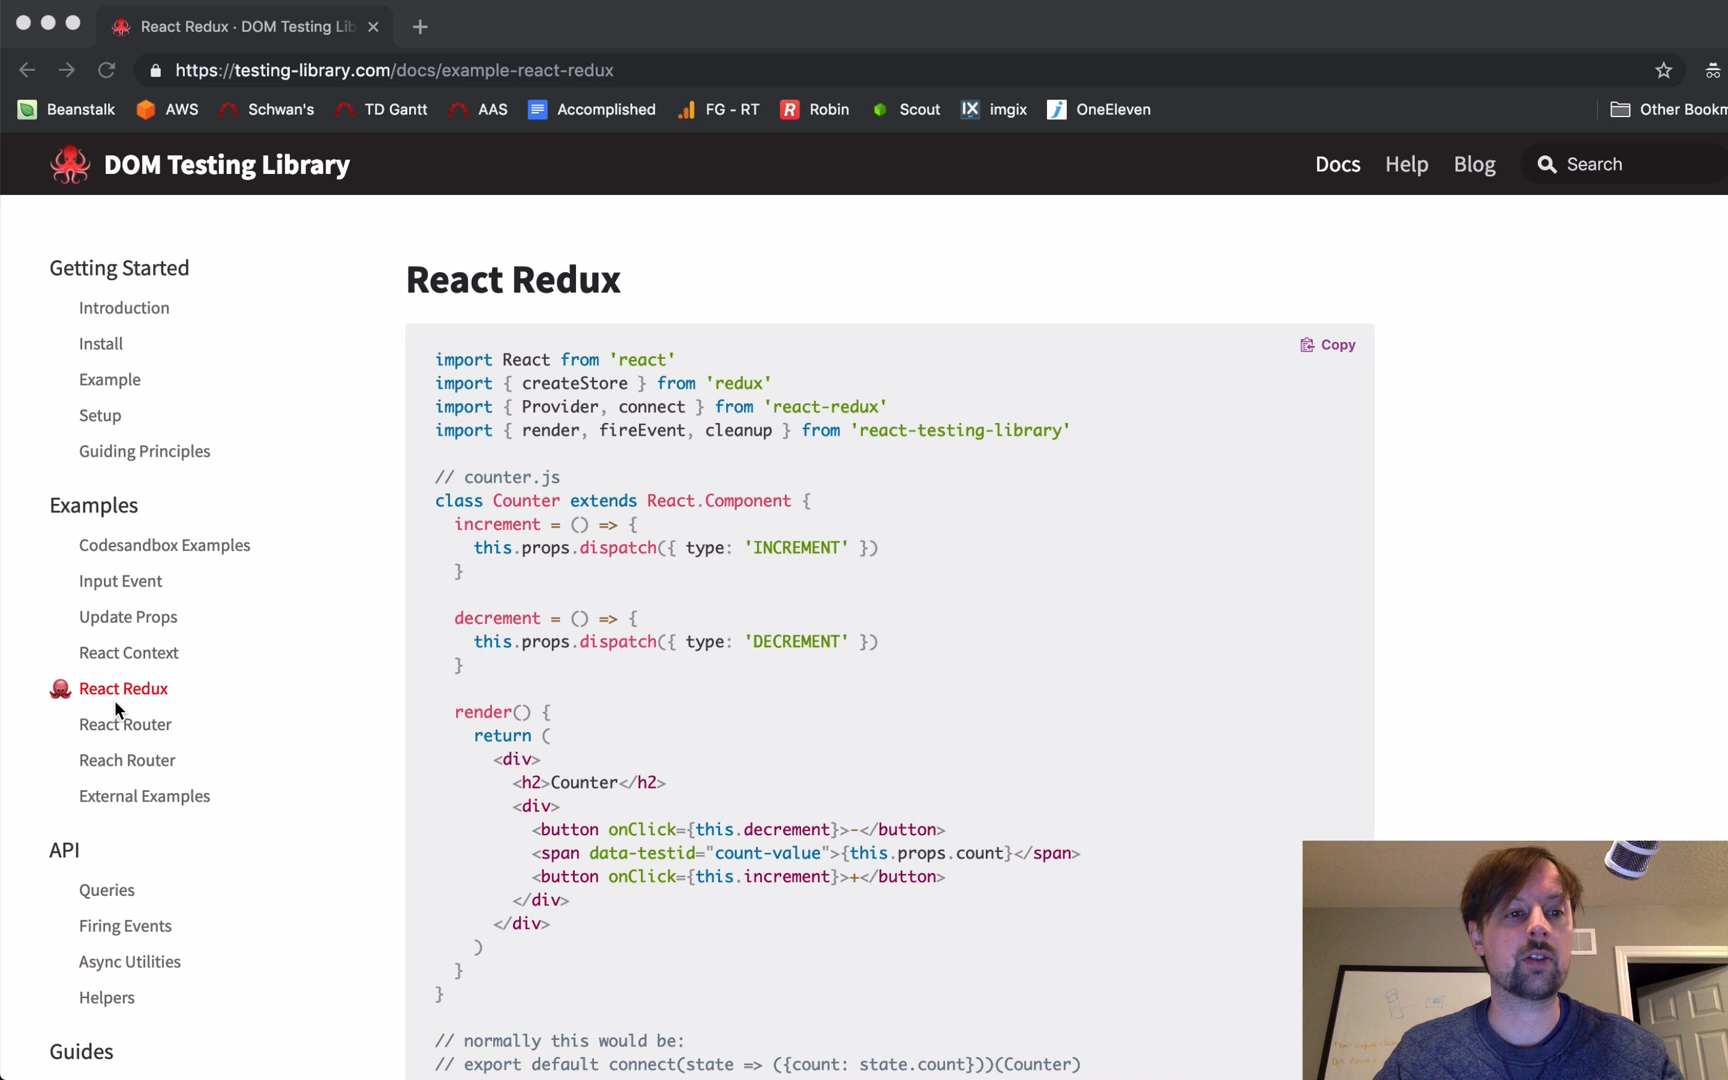 React Redux · DOM Testing Lib
https://testing-library.com/docs/example-react-redux
Beanstalk AWS Schwan's TD Gantt AAS Accomplished FG - RT Robin Scout imgix OneEleven Other Bookm
DOM Testing Library
Docs Help Blog Search
Getting Started
Introduction
Install
Example
Setup
Guiding Principles
Examples
Codesandbox Examples
Input Event
Update Props
React Context
React Redux
React Router
Reach Router
External Examples
API
Queries
Firing Events
Async Utilities
Helpers
Guides
React Redux
Copy
import React from 'react'
import { createStore } from 'redux'
import { Provider, connect } from 'react-redux'
import { render, fireEvent, cleanup } from 'react-testing-library'
// counter.js
class Counter extends React.Component {
increment = () => {
this.props.dispatch({ type: 'INCREMENT' })
}
decrement = () => {
this.props.dispatch({ type: 'DECREMENT' })
}
render() {
return (
<div>
<h2>Counter</h2>
<div>
<button onClick={this.decrement}>-</button>
<span data-testid="count-value">{this.props.count}</span>
<button onClick={this.increment}>+</button>
</div>
</div>
)
}
}
// normally this would be:
// export default connect(state => ({count: state.count}))(Counter)